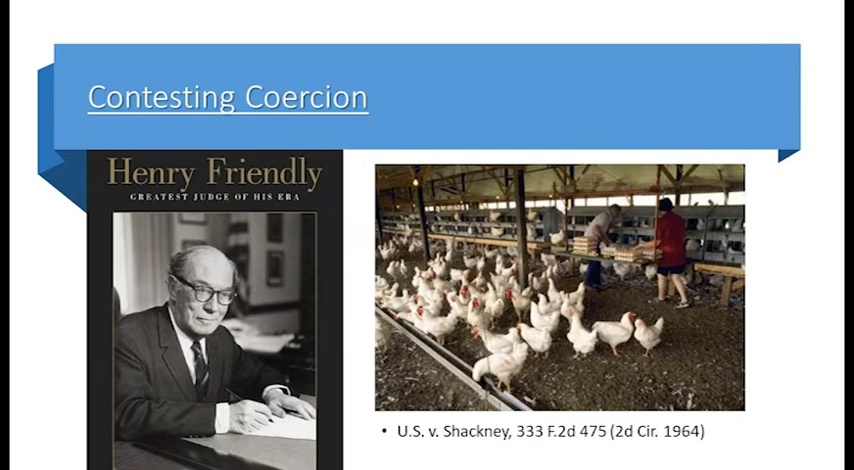 Contesting Coercion
Henry Friendly
GREATEST JUDGE OF HIS ERA
• U.S. v. Shackney, 333 F.2d 475 (2d Cir. 1964)